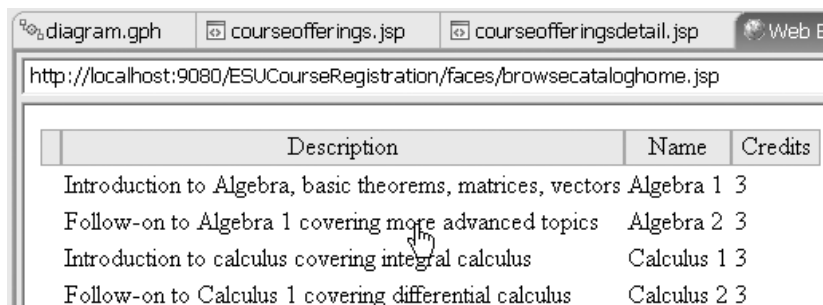 diagram.gph courseofferings.jsp courseofferingsdetail.jsp Web
http://localhost:9080/ESUCourseRegistration/faces/browsecataloghome.jsp
Description Name Credits
Introduction to Algebra, basic theorems, matrices, vectors Algebra 1 3
Follow-on to Algebra 1 covering more advanced topics Algebra 2 3
Introduction to calculus covering integral calculus Calculus 1 3
Follow-on to Calculus 1 covering differential calculus Calculus 2 3